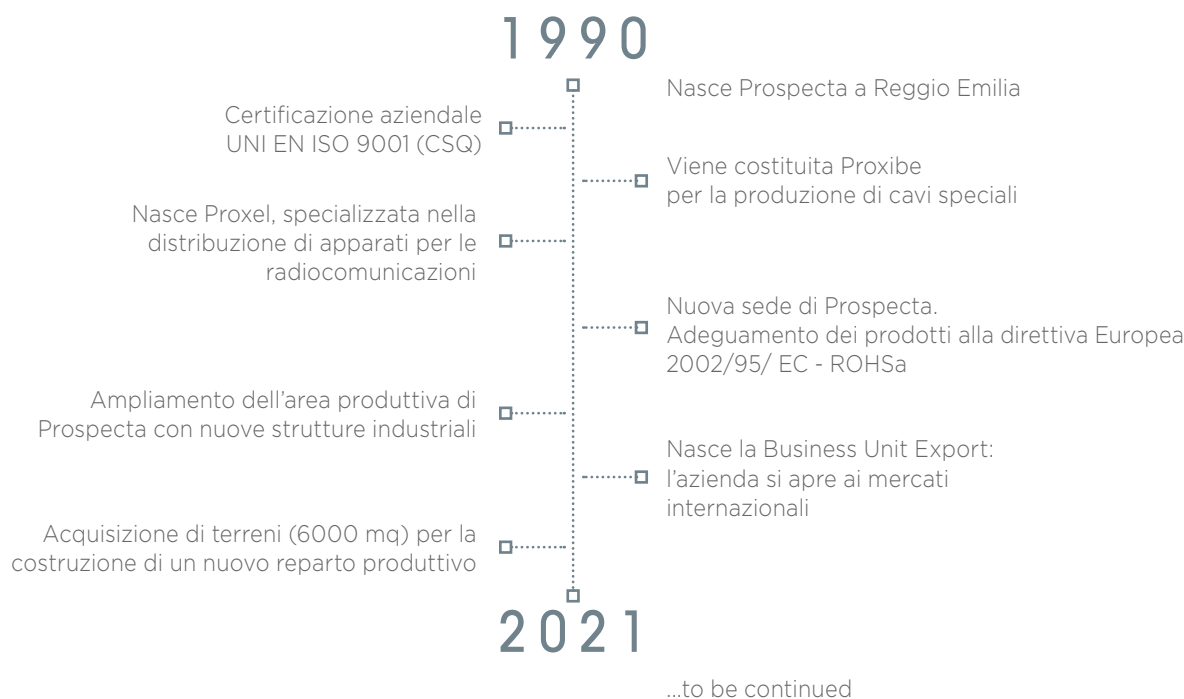 1990
Nasce Prospecta a Reggio Emilia
Certificazione aziendale
UNI EN ISO 9001 (CSQ)
Viene costituita Proxibe
per la produzione di cavi speciali
Nasce Proxel, specializzata nella
distribuzione di apparati per le
radiocomunicazioni
Nuova sede di Prospecta.
Adeguamento dei prodotti alla direttiva Europea
2002/95/ EC - ROHSa
Ampliamento dell'area produttiva di
Prospecta con nuove strutture industriali
Nasce la Business Unit Export:
l'azienda si apre ai mercati
internazionali
Acquisizione di terreni (6000 mq) per la
costruzione di un nuovo reparto produttivo
2021
...to be continued